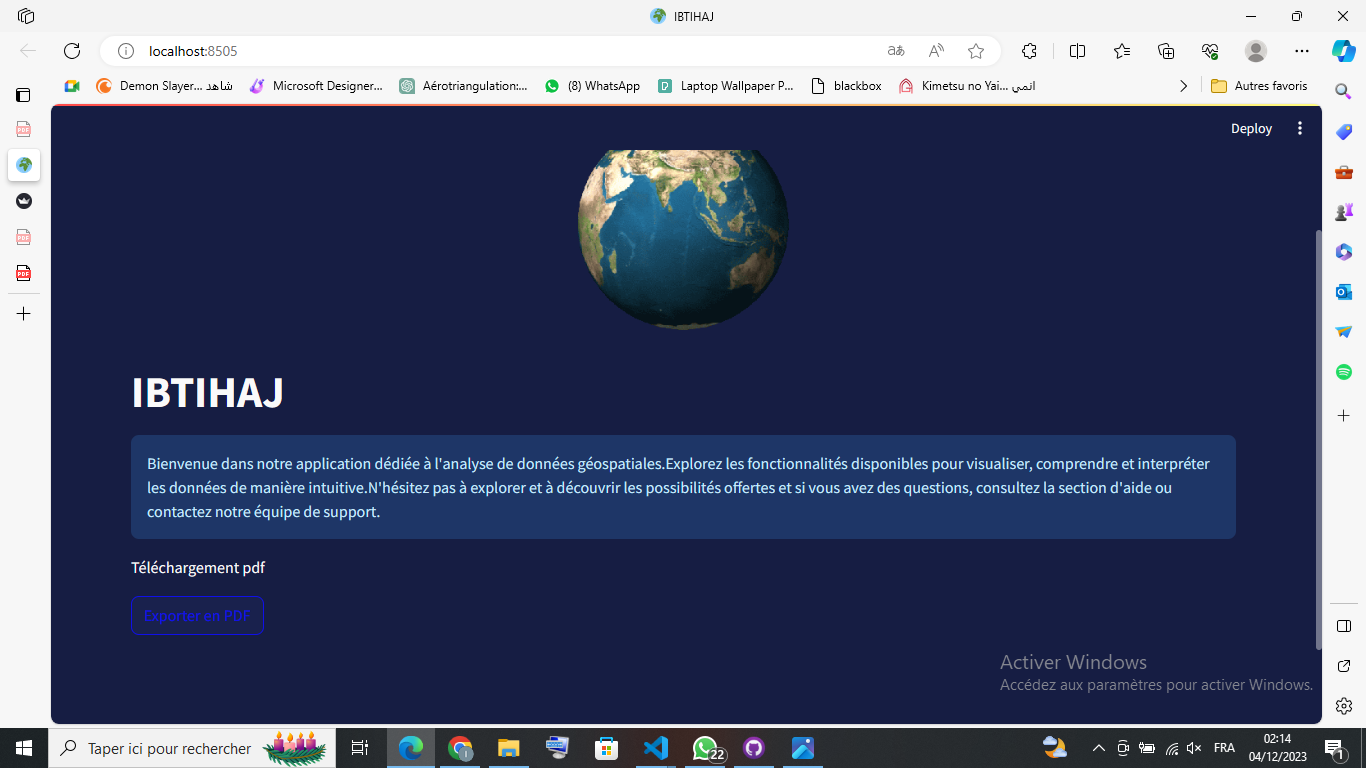 IBTIHAJ
localhost:8505
Demon Slayer... شاهد
Microsoft Designer...
Aérotriangulation:...
(8) WhatsApp
Laptop Wallpaper P...
blackbox
Kimetsu no Yai... انمي
Autres favoris
Deploy
IBTIHAJ
Bienvenue dans notre application dédiée à l'analyse de données géospatiales.Explorez les fonctionnalités disponibles pour visualiser, comprendre et interpréter
les données de manière intuitive.N'hésitez pas à explorer et à découvrir les possibilités offertes et si vous avez des questions, consultez la section d'aide ou
contactez notre équipe de support.
Téléchargement pdf
Exporter en PDF
Activer Windows
Accédez aux paramètres pour activer Windows.
Taper ici pour rechercher
22
FRA
02:14
04/12/2023
1